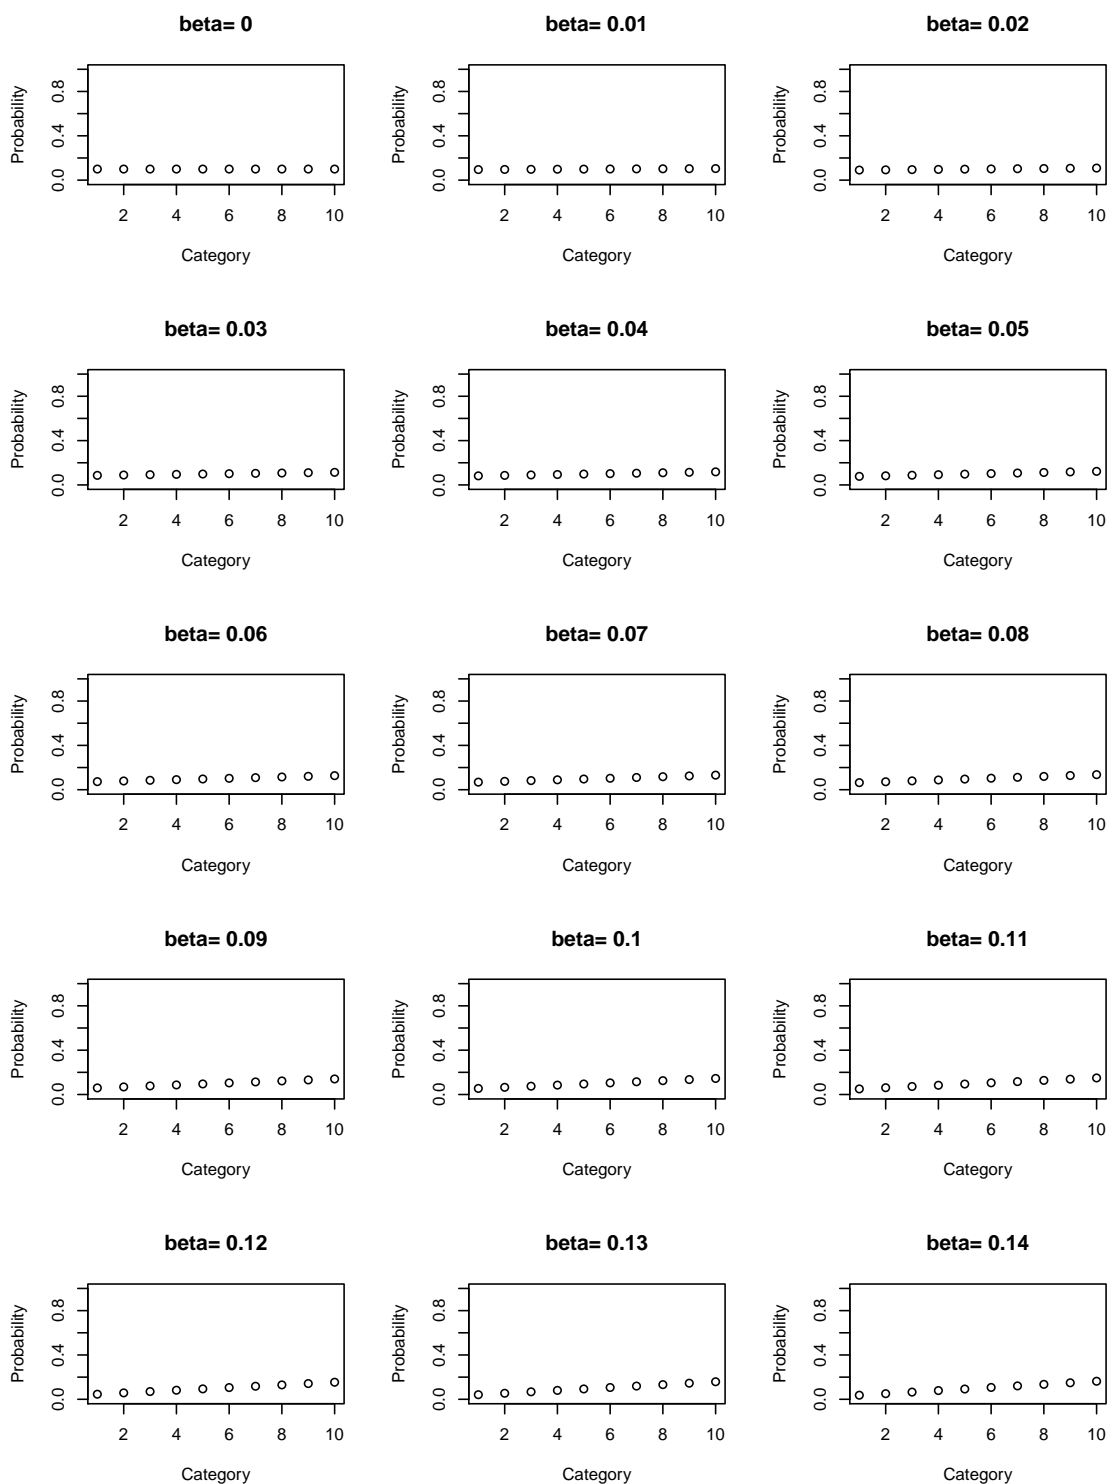 beta= 0 beta= 0.01 beta= 0.02
Probability Probability Probability
0.0 0.4 0.8 0.0 0.4 0.8 0.0 0.4 0.8
2 4 6 8 10 2 4 6 8 10 2 4 6 8 10
Category Category Category
beta= 0.03 beta= 0.04 beta= 0.05
Probability Probability Probability
0.0 0.4 0.8 0.0 0.4 0.8 0.0 0.4 0.8
2 4 6 8 10 2 4 6 8 10 2 4 6 8 10
Category Category Category
beta= 0.06 beta= 0.07 beta= 0.08
Probability Probability Probability
0.0 0.4 0.8 0.0 0.4 0.8 0.0 0.4 0.8
2 4 6 8 10 2 4 6 8 10 2 4 6 8 10
Category Category Category
beta= 0.09 beta= 0.1 beta= 0.11
Probability Probability Probability
0.0 0.4 0.8 0.0 0.4 0.8 0.0 0.4 0.8
2 4 6 8 10 2 4 6 8 10 2 4 6 8 10
Category Category Category
beta= 0.12 beta= 0.13 beta= 0.14
Probability Probability Probability
0.0 0.4 0.8 0.0 0.4 0.8 0.0 0.4 0.8
2 4 6 8 10 2 4 6 8 10 2 4 6 8 10
Category Category Category